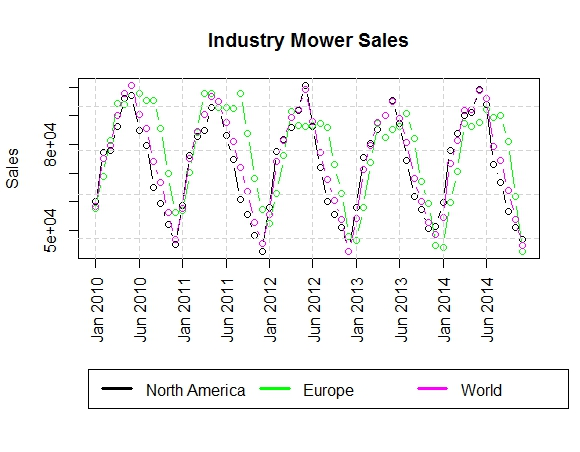 Industry Mower Sales
Sales
8e+04
5e+04
Jan 2010
Jun 2010
Jan 2011
Jun 2011
Jan 2012
Jun 2012
Jan 2013
Jun 2013
Jan 2014
Jun 2014
North America
Europe
World